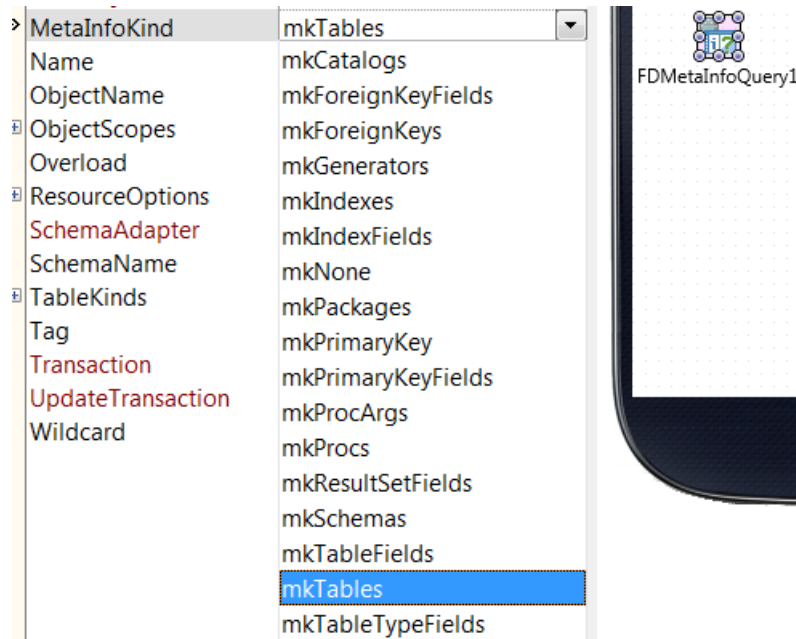 MetaInfoKind mkTables
Name mkCatalogs
ObjectName mkForeignKeyFields
ObjectScopes mkForeignKeys
Overload mkGenerators
ResourceOptions mkIndexes
SchemaAdapter mkIndexFields
SchemaName mkNone
TableKinds mkPackages
Tag mkPrimaryKey
Transaction mkPrimaryKeyFields
UpdateTransaction mkProcArgs
Wildcard mkProcs
mkResultSetFields
mkSchemas
mkTableFields
mkTables
mkTableTypeFields
FDMetaInfoQuery1